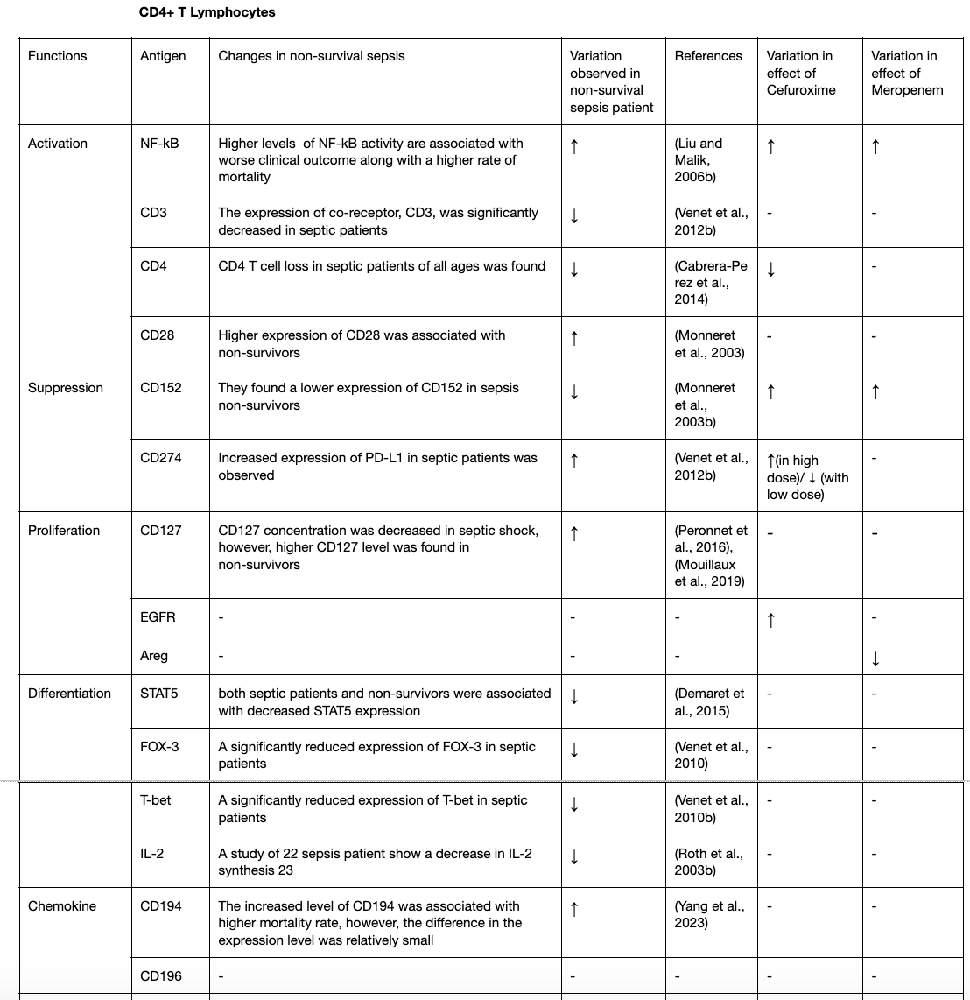 CD4+ T Lymphocytes
Functions
Antigen
Changes in non-survival sepsis
Variation
observed in
non-survival
sepsis patient
References
Variation in
effect of
Cefuroxime
Variation in
effect of
Meropenem
Activation
NF-kB
Higher levels of NF-kB activity are associated with
worse clinical outcome along with a higher rate of
mortality
↑
(Liu and
Malik,
2006b)
↑
↑
CD3
The expression of co-receptor, CD3, was significantly
decreased in septic patients
↓
(Venet et al.,
2012b)
-
-
CD4
CD4 T cell loss in septic patients of all ages was found
↓
(Cabrera-Pe
rez et al.,
2014)
↓
-
CD28
Higher expression of CD28 was associated with
non-survivors
↑
(Monneret
et al., 2003)
-
-
Suppression
CD152
They found a lower expression of CD152 in sepsis
non-survivors
↓
(Monneret
et al.,
2003b)
↑
↑
CD274
Increased expression of PD-L1 in septic patients was
observed
↑
(Venet et al.,
2012b)
↑(in high
dose)/ ↓ (with
low dose)
-
Proliferation
CD127
CD127 concentration was decreased in septic shock,
however, higher CD127 level was found in
non-survivors
↑
(Peronnet et
al., 2016),
(Mouillaux
et al., 2019)
-
-
EGFR
-
-
-
↑
-
Areg
-
-
-
↓
Differentiation
STAT5
both septic patients and non-survivors were associated
with decreased STAT5 expression
↓
(Demaret et
al., 2015)
-
-
FOX-3
A significantly reduced expression of FOX-3 in septic
patients
↓
(Venet et al.,
2010)
-
-
T-bet
A significantly reduced expression of T-bet in septic
patients
↓
(Venet et al.,
2010b)
-
-
IL-2
A study of 22 sepsis patient show a decrease in IL-2
synthesis 23
↓
(Roth et al.,
2003b)
-
-
Chemokine
CD194
The increased level of CD194 was associated with
higher mortality rate, however, the difference in the
expression level was relatively small
↑
(Yang et al.,
2023)
-
-
CD196
-
-
-
-
-